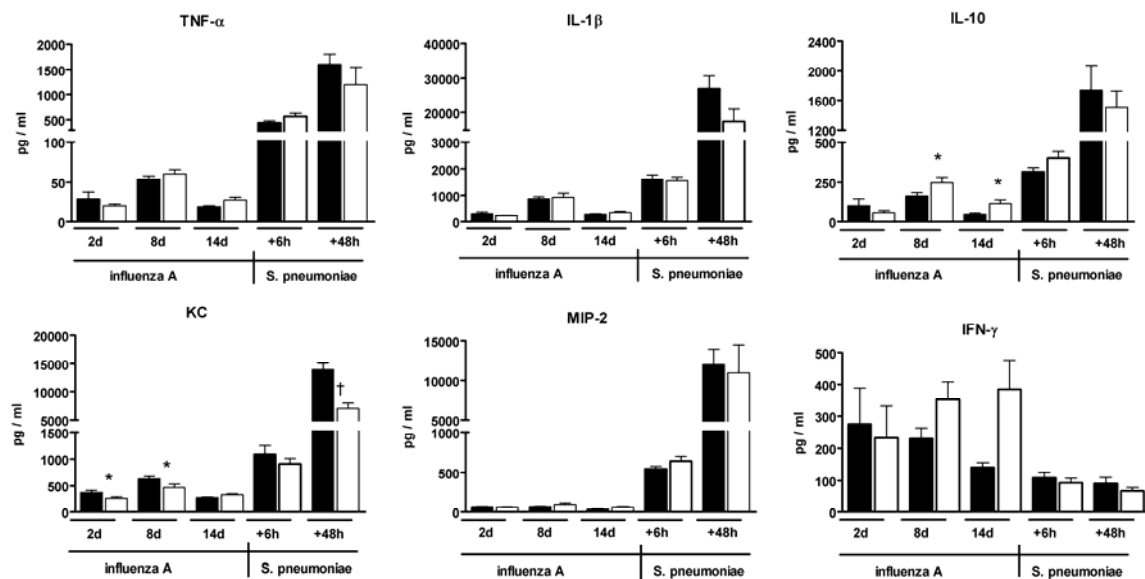 TNF-α
pg / ml
2000
1500
1000
500
100
50
0
2d 8d 14d +6h +48h
influenza A S. pneumoniae
IL-1β
pg / ml
40000
30000
20000
10000
3000
2000
1000
0
2d 8d 14d +6h +48h
influenza A S. pneumoniae
IL-10
pg / ml
2400
2000
1600
1200
500
250
0
* *
2d 8d 14d +6h +48h
influenza A S. pneumoniae
KC
pg / ml
20000
15000
10000
5000
1500
1000
500
0
* * †
2d 8d 14d +6h +48h
influenza A S. pneumoniae
MIP-2
pg / ml
15000
10000
5000
1000
500
0
2d 8d 14d +6h +48h
influenza A S. pneumoniae
IFN-γ
pg / ml
500
400
300
200
100
0
2d 8d 14d +6h +48h
influenza A S. pneumoniae